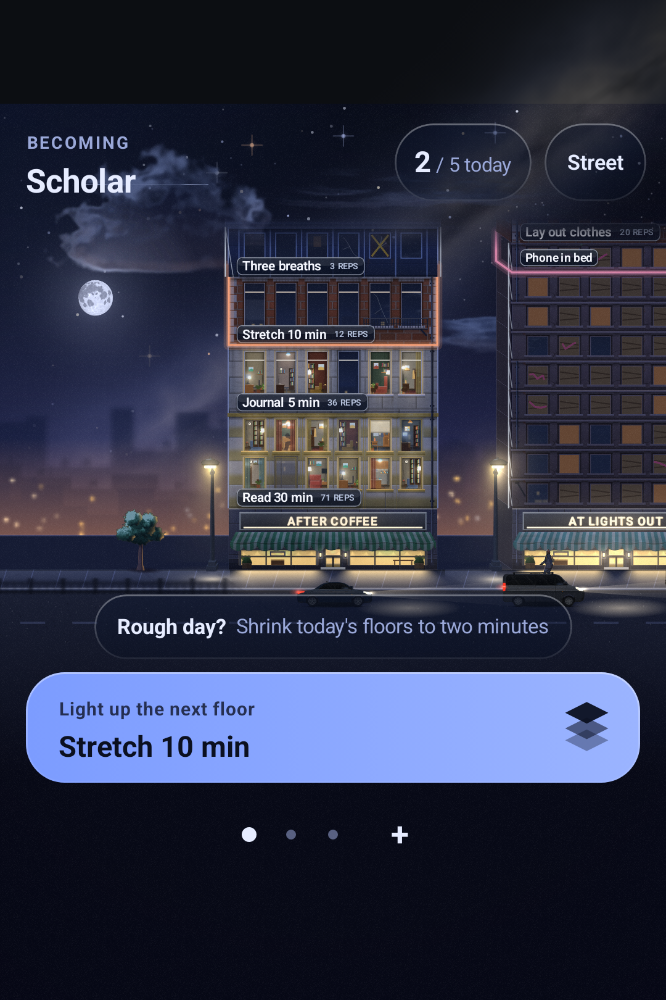 BECOMING
Scholar
2 / 5 today
Street
Three breaths 3 REPS
Stretch 10 min 12 REPS
Journal 5 min 36 REPS
Read 30 min 71 REPS
AFTER COFFEE
Lay out clothes 20 REPS
Phone in bed
AT LIGHTS OUT
Rough day? Shrink today's floors to two minutes
Light up the next floor
Stretch 10 min